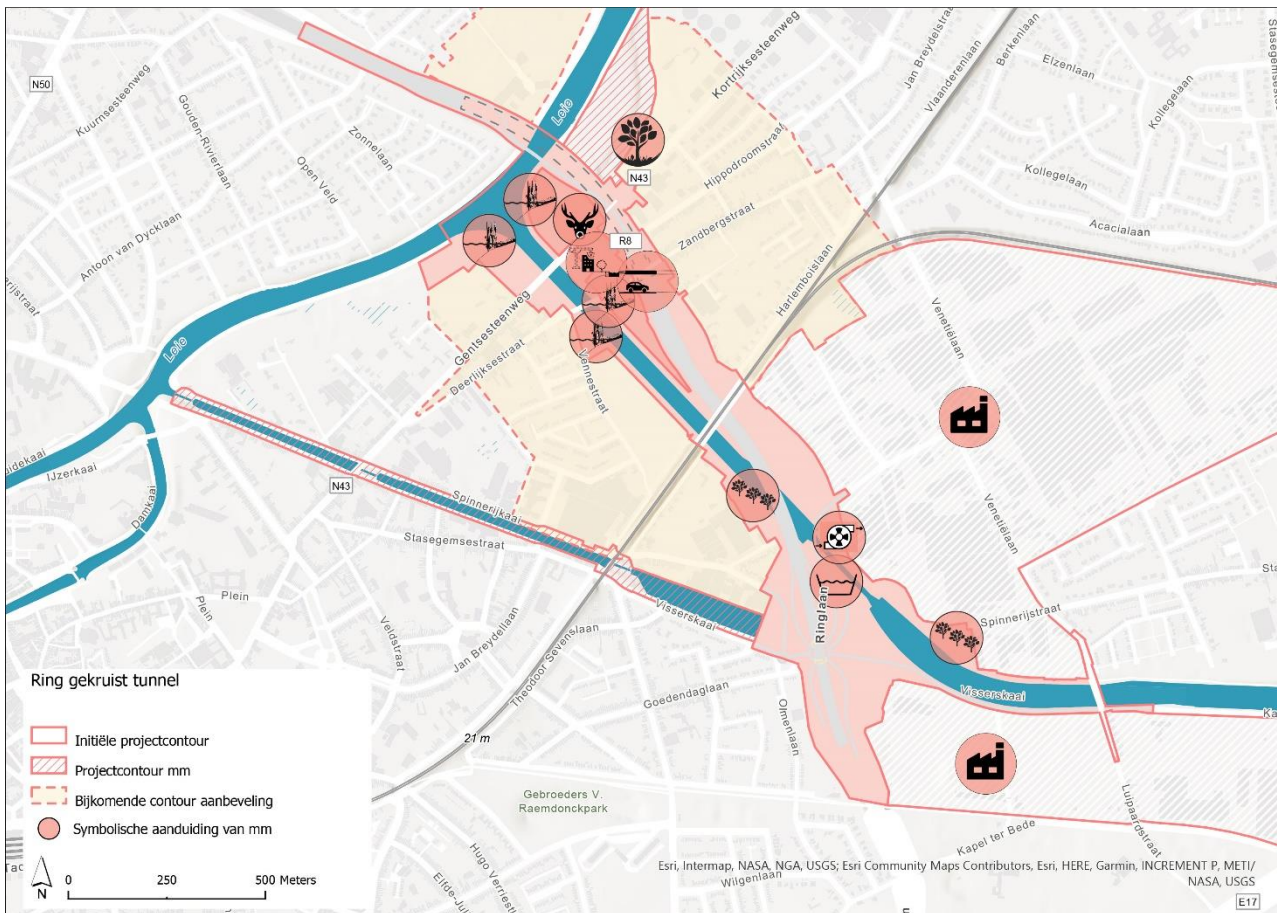 N50
Kuurnsesteenweg
Gouden-Rivierlaan
Zonnelaan
Open Veld
Antoon van Dycklaan
Leie
Kortrijksesteenweg
Jan Breydelstraat
Vlaanderenlaan
Berkenlaan
Elzenlaan
Kollegelaan
Kollegelaan
Acacialaan
N43
Hippodroomstraat
Zandbergstraat
R8
Harlemboislaan
Venetiëlaan
Venetiëlaan
Leie
Gentsesteenweg
Deerlijksestraat
Vennestraat
IJzerkaai
Damkaai
N43
Spinnerijkaai
Stasegemsestraat
Plein
Plein
Veldstraat
Jan Breydellaan
Theodoor Sevenslaan
Visserskaai
Goedendaglaan
Olmenlaan
Ringlaan
Spinnerijstraat
Visserskaai
Luipaardstraat
Kapel ter Bede
Wilgenlaan
Gebroeders V.
Raemdonckpark
21 m
Hugo Verriest
Ring gekruist tunnel
Initiële projectcontour
Projectcontour mm
Bijkomende contour aanbeveling
Symbolische aanduiding van mm
N
0 250 500 Meters
Esri, Intermap, NASA, NGA, USGS; Esri Community Maps Contributors, Esri, HERE, Garmin, INCREMENT P, METI/
NASA, USGS
E17